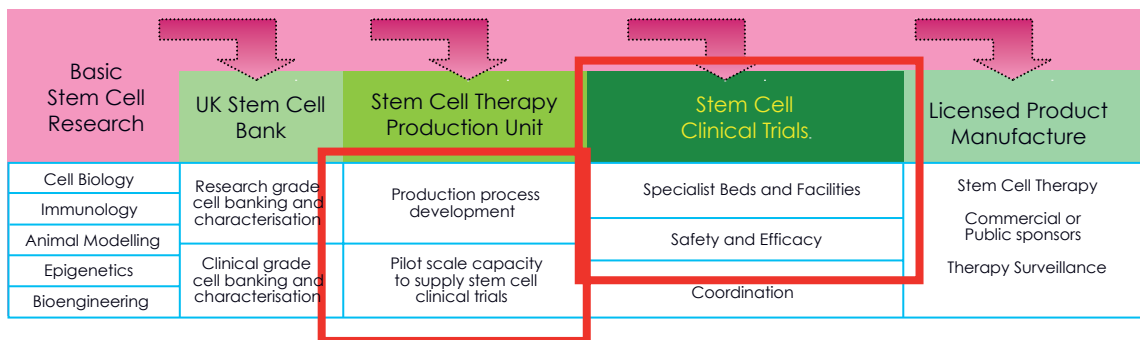 Basic
Stem Cell
Research
UK Stem Cell
Bank
Stem Cell Therapy
Production Unit
Stem Cell
Clinical Trials.
Licensed Product
Manufacture
Cell Biology
Immunology
Animal Modelling
Epigenetics
Bioengineering
Research grade
cell banking and
characterisation
Clinical grade
cell banking and
characterisation
Production process
development
Pilot scale capacity
to supply stem cell
clinical trials
Specialist Beds and Facilities
Safety and Efficacy
Coordination
Stem Cell Therapy
Commercial or
Public sponsors
Therapy Surveillance